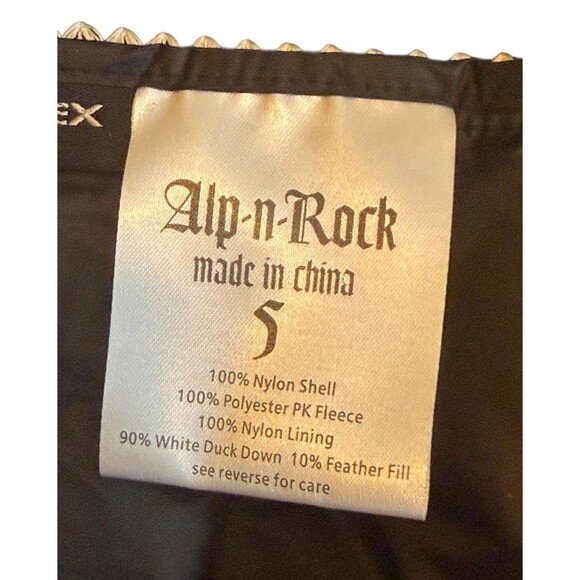 EX
Alp-n-Rock
made in china
S
100% Nylon Shell
100% Polyester PK Fleece
100% Nylon Lining
90% White Duck Down 10% Feather Fill
see reverse for care